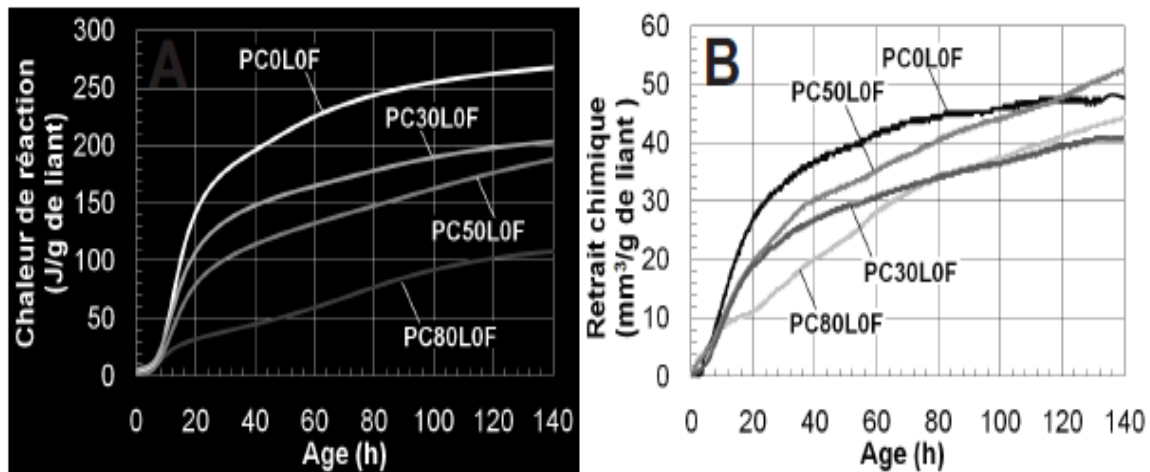 A
Chaleur de réaction
(J/g de liant)
300
250
200
150
100
50
0
PC0L0F
PC30L0F
PC50L0F
PC80L0F
0 20 40 60 80 100 120 140
Age (h)
B
Retrait chimique
(mm³/g de liant )
60
50
40
30
20
10
0
PC0L0F
PC50L0F
PC30L0F
PC80L0F
0 20 40 60 80 100 120 140
Age (h)